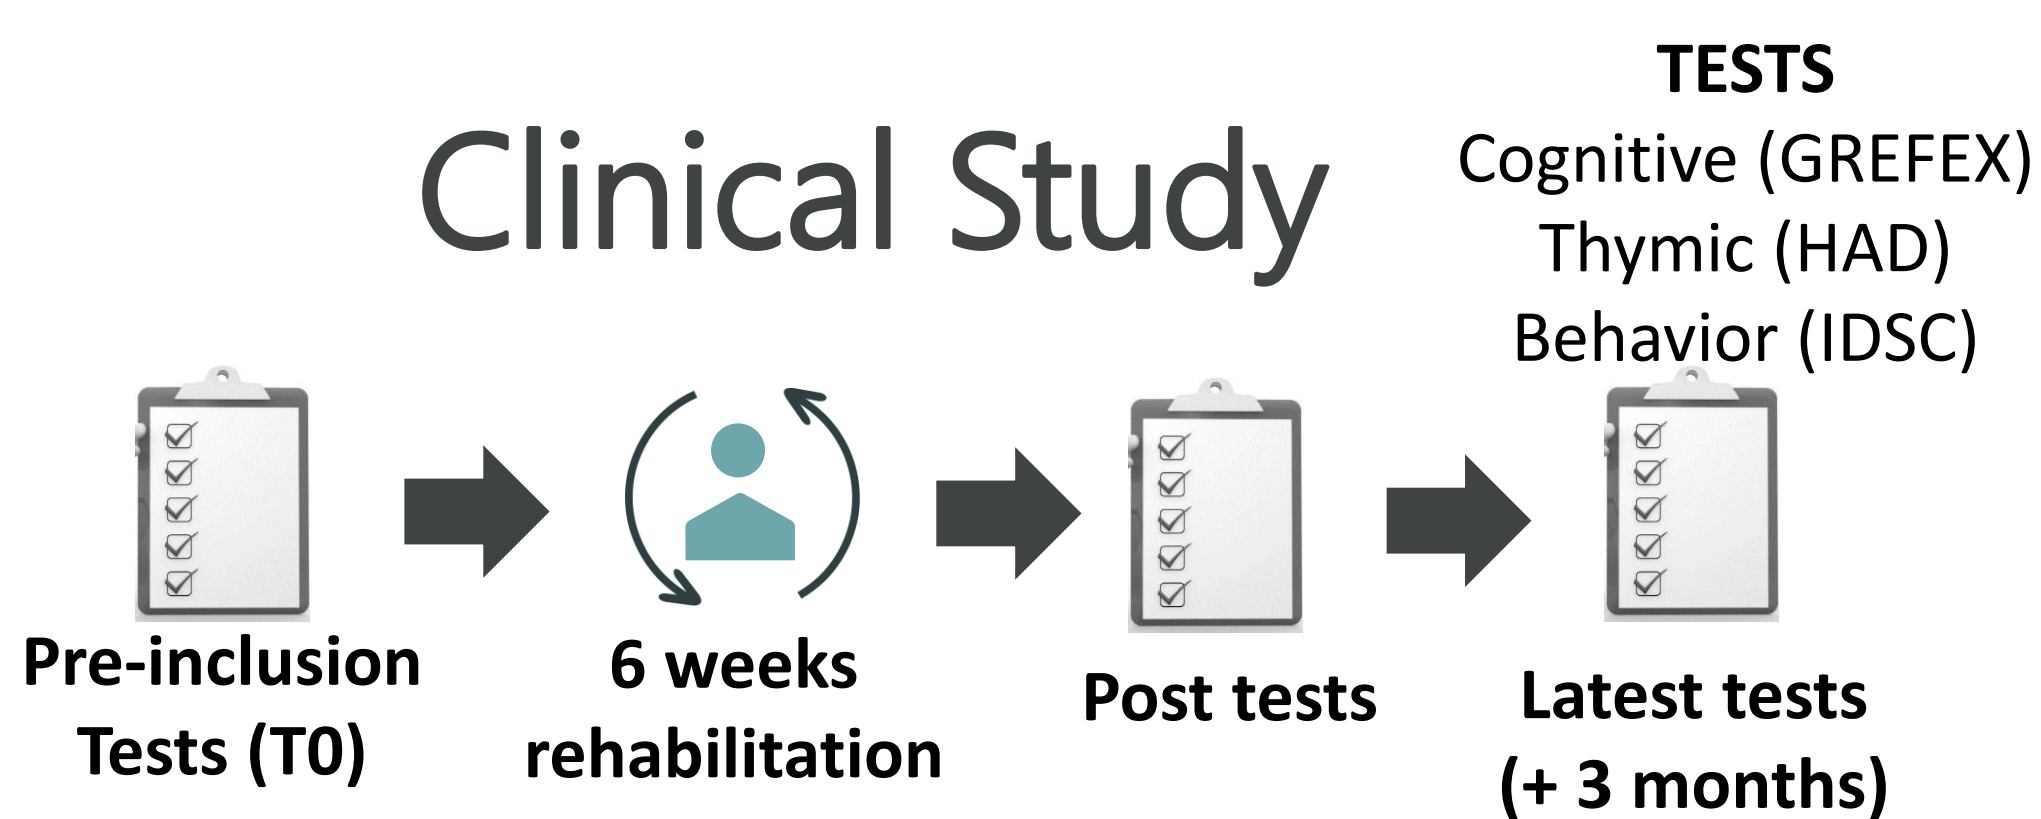 Clinical Study
TESTS
Cognitive (GREFEX)
Thymic (HAD)
Behavior (IDSC)
Pre-inclusion
Tests (T0)
6 weeks
rehabilitation
Post tests
Latest tests
(+ 3 months)